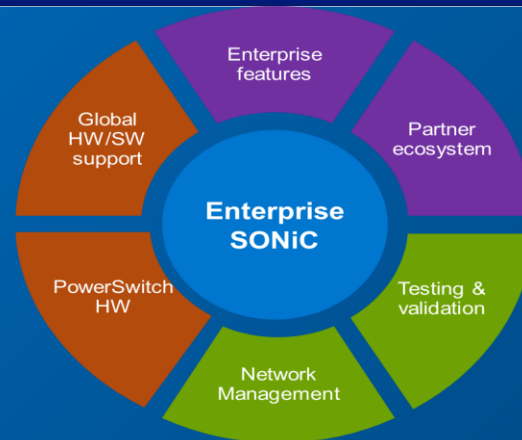 Enterprise
features
Partner
ecosystem
Testing &
validation
Network
Management
PowerSwitch
HW
Global
HW/SW
support
Enterprise
SONiC